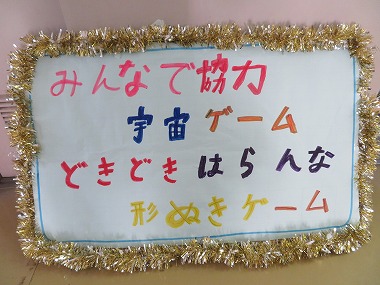 みんなで協力
宇宙ゲーム
どきどきはらんな
形ぬきゲーム